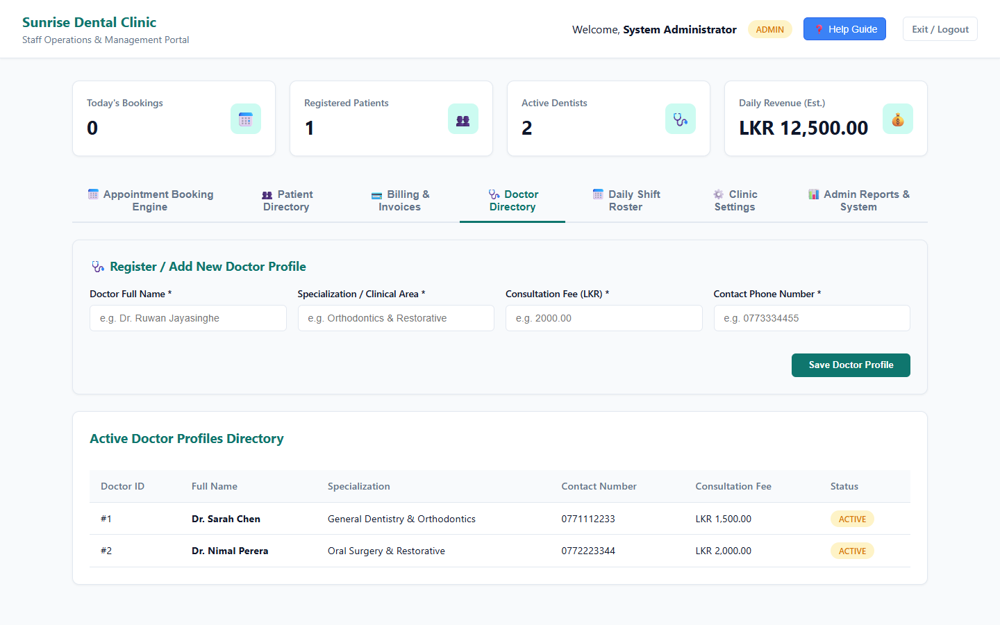 Sunrise Dental Clinic
Staff Operations & Management Portal
Welcome, System Administrator
ADMIN
Help Guide
Exit / Logout
Today's Bookings
0
Registered Patients
1
Active Dentists
2
Daily Revenue (Est.)
LKR 12,500.00
Appointment Booking
Engine
Patient
Directory
Billing &
Invoices
Doctor
Directory
Daily Shift
Roster
Clinic
Settings
Admin Reports &
System
Register / Add New Doctor Profile
Doctor Full Name *
Specialization / Clinical Area *
Consultation Fee (LKR) *
Contact Phone Number *
e.g. Dr. Ruwan Jayasinghe
e.g. Orthodontics & Restorative
e.g. 2000.00
e.g. 0773334455
Save Doctor Profile
Active Doctor Profiles Directory
Doctor ID Full Name Specialization Contact Number Consultation Fee Status
#1 Dr. Sarah Chen General Dentistry & Orthodontics 0771112233 LKR 1,500.00 ACTIVE
#2 Dr. Nimal Perera Oral Surgery & Restorative 0772223344 LKR 2,000.00 ACTIVE